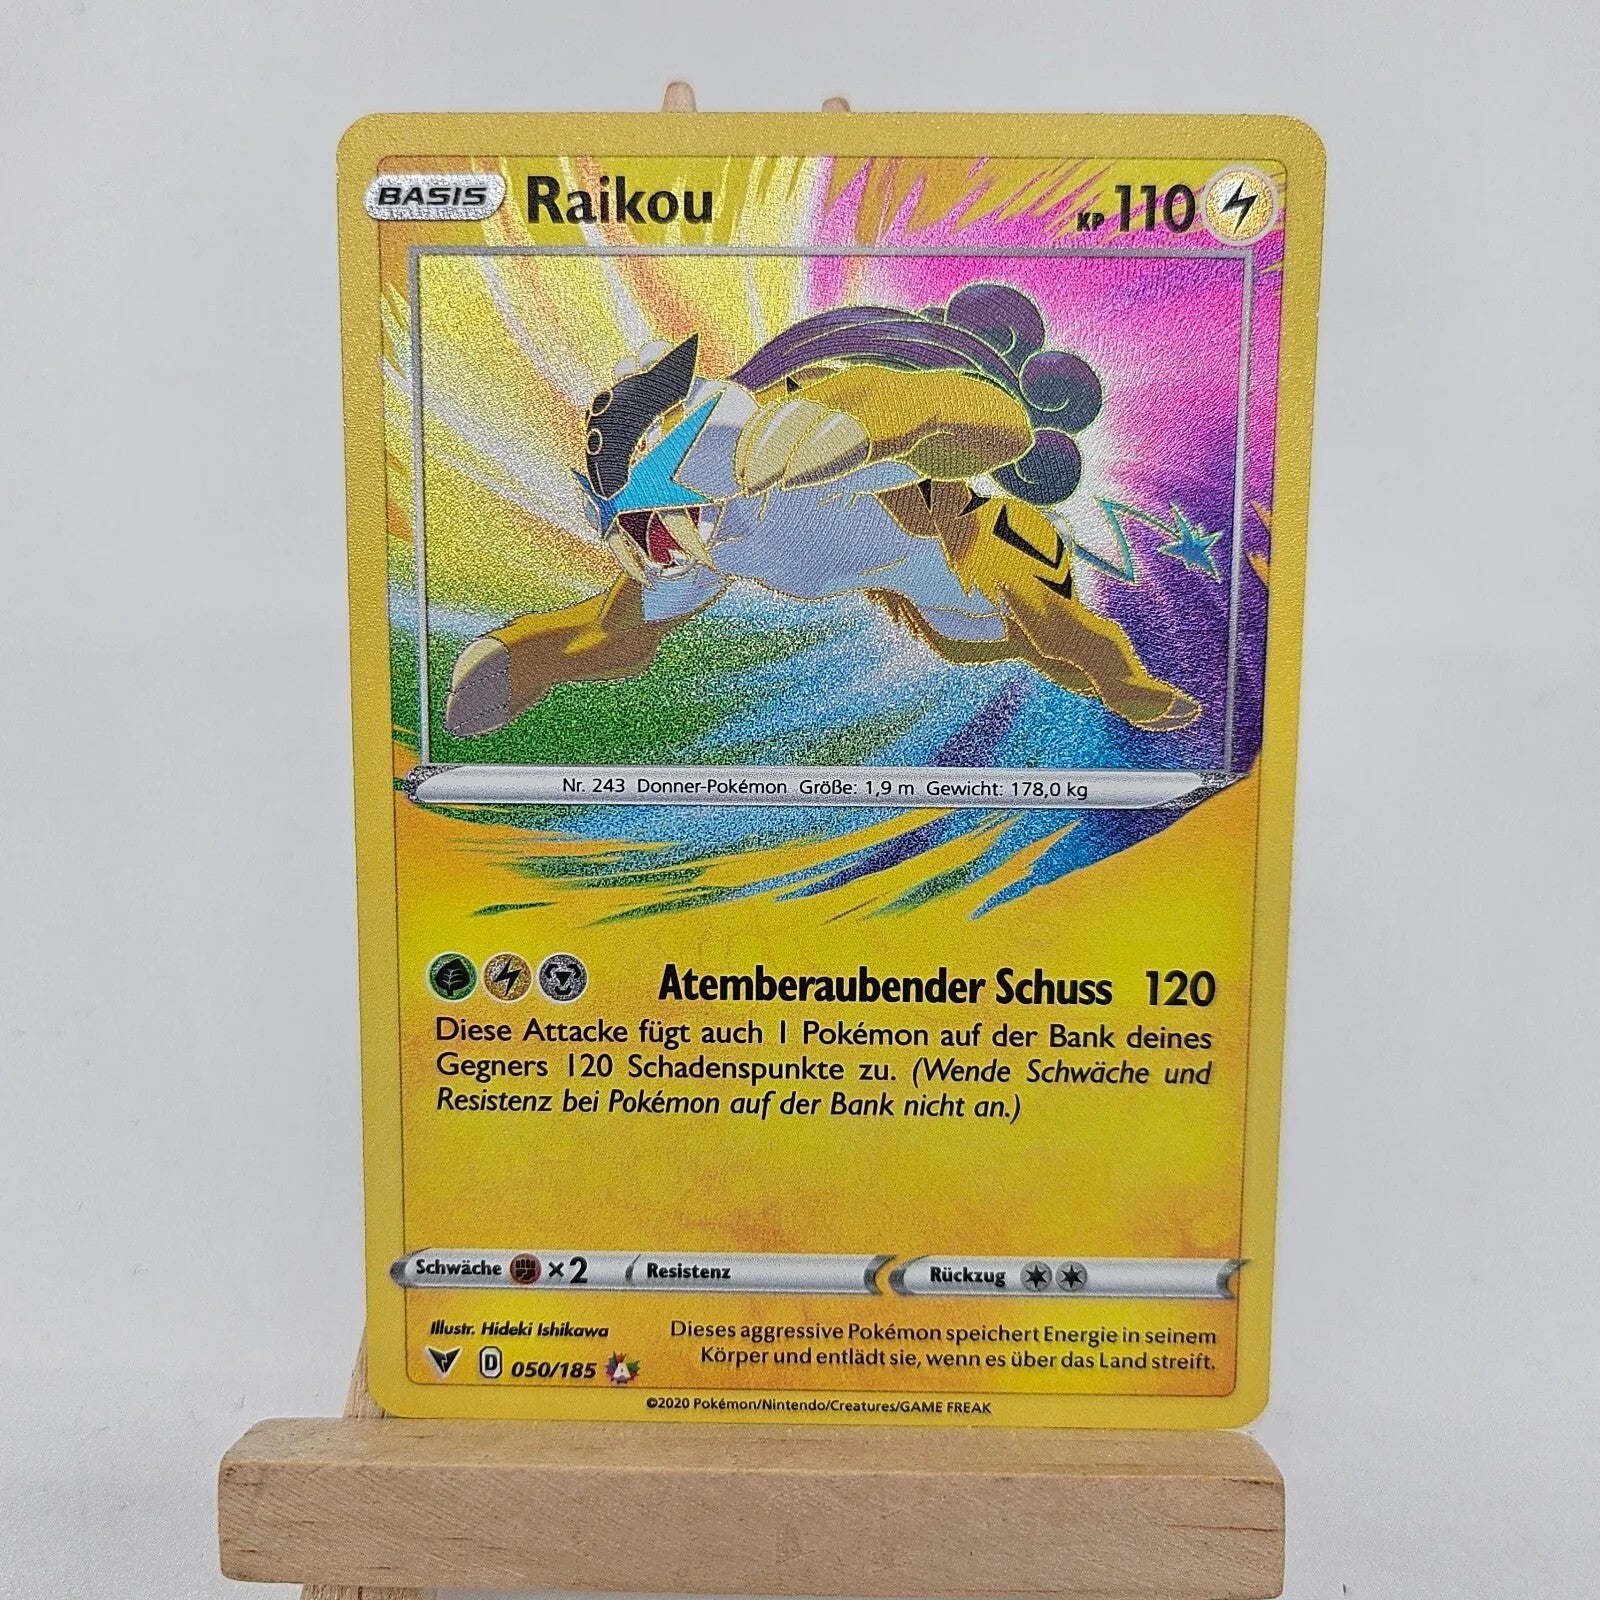 BASIS Raikou KP 110
Nr. 243 Donner-Pokémon Größe: 1,9 m Gewicht: 178,0 kg
Atemberaubender Schuss 120
Diese Attacke fügt auch 1 Pokémon auf der Bank deines
Gegners 120 Schadenspunkte zu. (Wende Schwäche und
Resistenz bei Pokémon auf der Bank nicht an.)
Schwäche ×2 Resistenz Rückzug
Illustr. Hideki Ishikawa
D 050/185 A
Dieses aggressive Pokémon speichert Energie in seinem
Körper und entlädt sie, wenn es über das Land streift.
©2020 Pokémon/Nintendo/Creatures/GAME FREAK